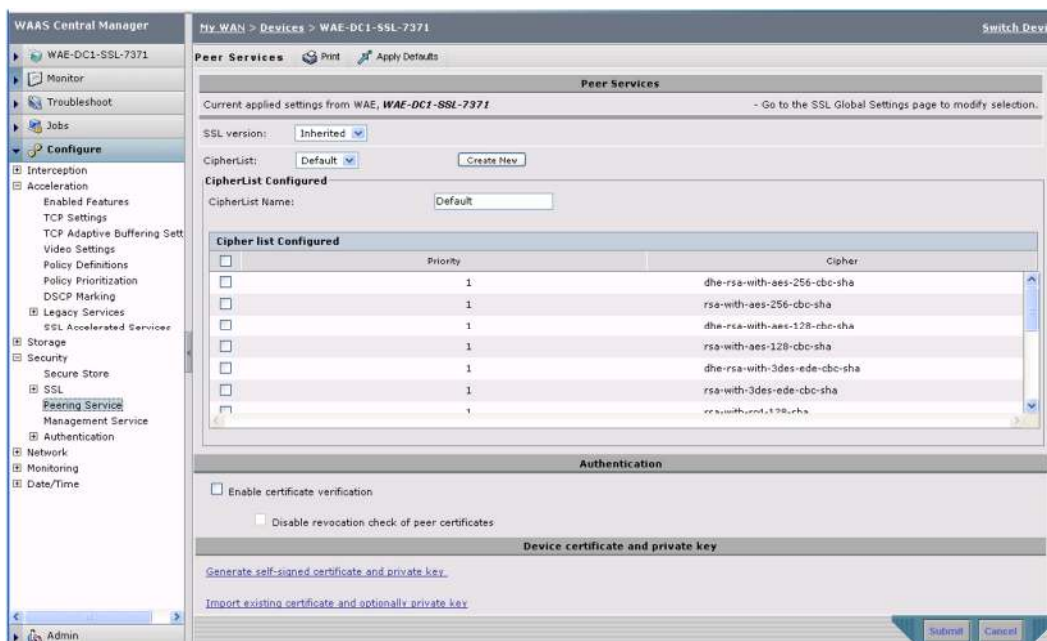 WAAS Central Manager
WAE-DC1-SSL-7371
Monitor
Troubleshoot
Jobs
Configure
Interception
Acceleration
Enabled Features
TCP Settings
TCP Adaptive Buffering Sett
Video Settings
Policy Definitions
Policy Prioritization
DSCP Marking
Legacy Services
SSL Accelerated Services
Storage
Security
Secure Store
SSL
Peering Service
Management Service
Authentication
Network
Monitoring
Date/Time
Admin
My WAN > Devices > WAE-DC1-SSL-7371
Switch Devi
Peer Services Print Apply Defaults
Peer Services
Current applied settings from WAE, WAE-DC1-SSL-7371 - Go to the SSL Global Settings page to modify selection.
SSL version: Inherited
CipherList: Default Create New
CipherList Configured
CipherList Name: Default
Cipher list Configured
Priority Cipher
1 dhe-rsa-with-aes-256-cbc-sha
1 rsa-with-aes-256-cbc-sha
1 dhe-rsa-with-aes-128-cbc-sha
1 rsa-with-aes-128-cbc-sha
1 dhe-rsa-with-3des-ede-cbc-sha
1 rsa-with-3des-ede-cbc-sha
1 rsa-with-rc4-128-sha
Authentication
Enable certificate verification
Disable revocation check of peer certificates
Device certificate and private key
Generate self-signed certificate and private key.
Import existing certificate and optionally private key
Submit Cancel